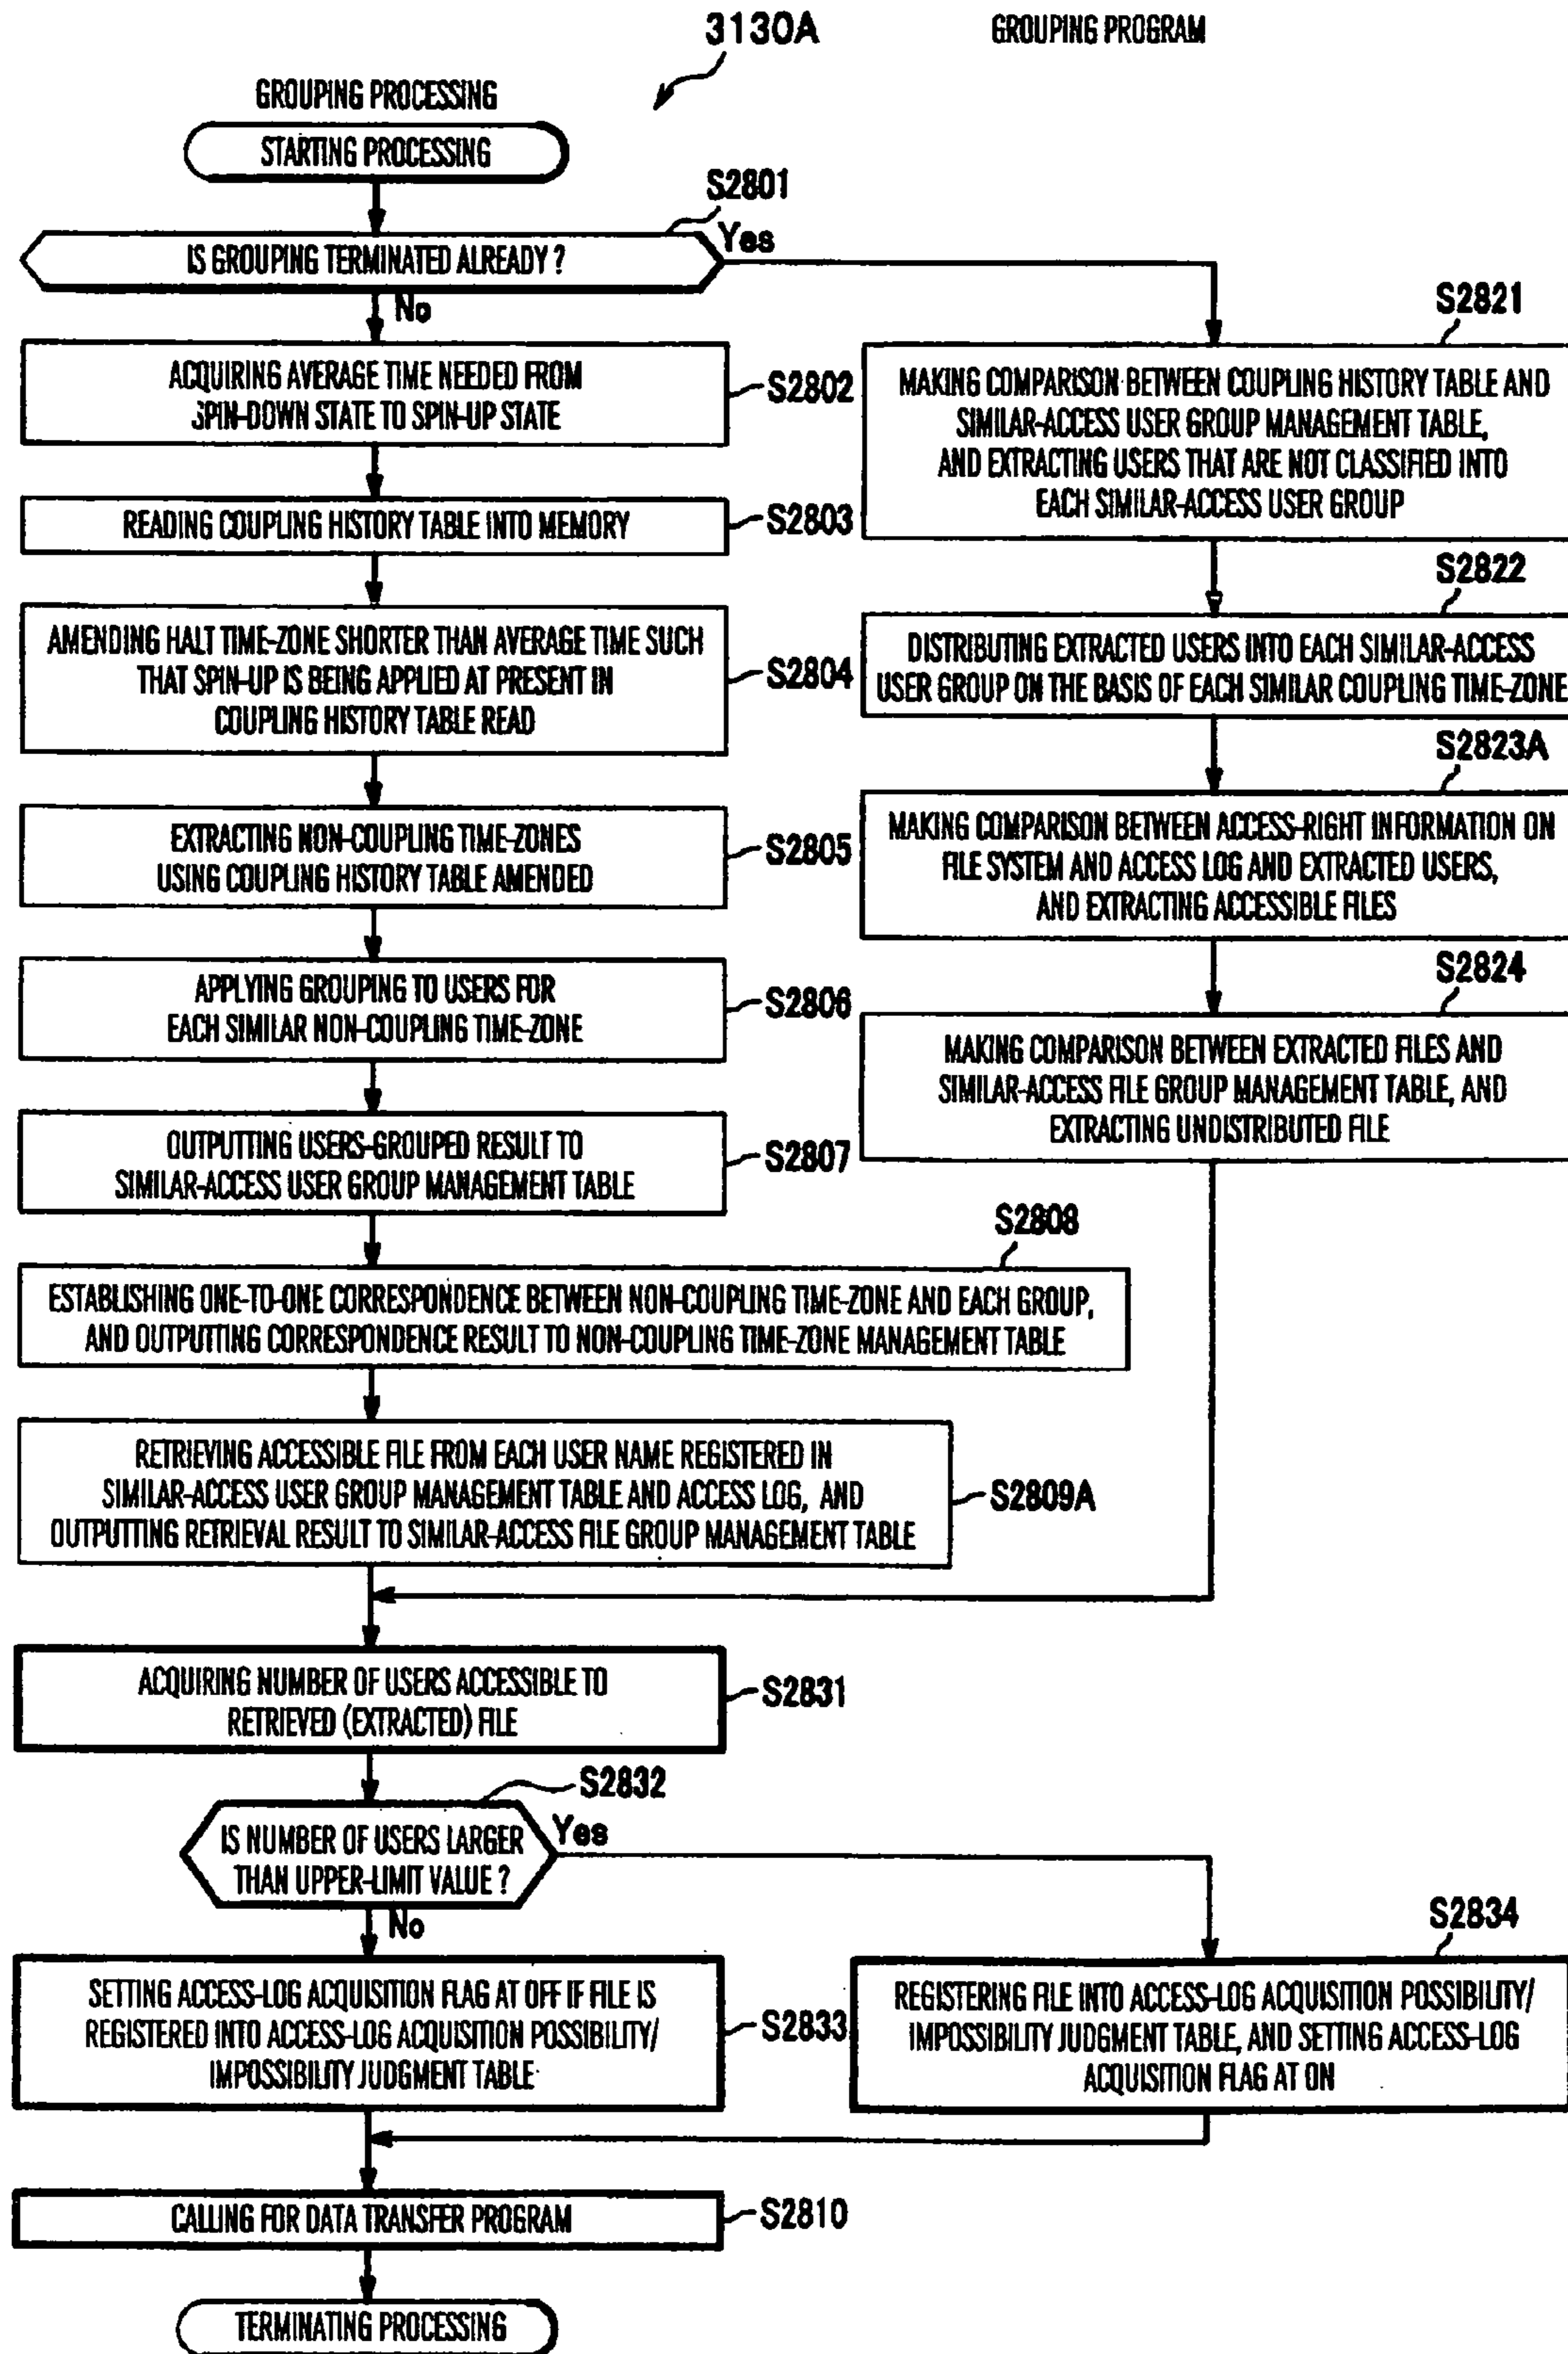 3130A
GROUPING PROGRAM
GROUPING PROCESSING
STARTING PROCESSING
S2801
IS GROUPING TERMINATED ALREADY ?
Yes
No
ACQUIRING AVERAGE TIME NEEDED FROM
SPIN-DOWN STATE TO SPIN-UP STATE
S2802
READING COUPLING HISTORY TABLE INTO MEMORY
S2803
AMENDING HALT TIME-ZONE SHORTER THAN AVERAGE TIME SUCH
THAT SPIN-UP IS BEING APPLIED AT PRESENT IN
COUPLING HISTORY TABLE READ
S2804
EXTRACTING NON-COUPLING TIME-ZONES
USING COUPLING HISTORY TABLE AMENDED
S2805
APPLYING GROUPING TO USERS FOR
EACH SIMILAR NON-COUPLING TIME-ZONE
S2806
OUTPUTTING USERS-GROUPED RESULT TO
SIMILAR-ACCESS USER GROUP MANAGEMENT TABLE
S2807
S2821
MAKING COMPARISON BETWEEN COUPLING HISTORY TABLE AND
SIMILAR-ACCESS USER GROUP MANAGEMENT TABLE,
AND EXTRACTING USERS THAT ARE NOT CLASSIFIED INTO
EACH SIMILAR-ACCESS USER GROUP
S2822
DISTRIBUTING EXTRACTED USERS INTO EACH SIMILAR-ACCESS
USER GROUP ON THE BASIS OF EACH SIMILAR COUPLING TIME-ZONE
S2823A
MAKING COMPARISON BETWEEN ACCESS-RIGHT INFORMATION ON
FILE SYSTEM AND ACCESS LOG AND EXTRACTED USERS,
AND EXTRACTING ACCESSIBLE FILES
S2824
MAKING COMPARISON BETWEEN EXTRACTED FILES AND
SIMILAR-ACCESS FILE GROUP MANAGEMENT TABLE, AND
EXTRACTING UNDISTRIBUTED FILE
S2808
ESTABLISHING ONE-TO-ONE CORRESPONDENCE BETWEEN NON-COUPLING TIME-ZONE AND EACH GROUP,
AND OUTPUTTING CORRESPONDENCE RESULT TO NON-COUPLING TIME-ZONE MANAGEMENT TABLE
RETRIEVING ACCESSIBLE FILE FROM EACH USER NAME REGISTERED IN
SIMILAR-ACCESS USER GROUP MANAGEMENT TABLE AND ACCESS LOG, AND
OUTPUTTING RETRIEVAL RESULT TO SIMILAR-ACCESS FILE GROUP MANAGEMENT TABLE
S2809A
ACQUIRING NUMBER OF USERS ACCESSIBLE TO
RETRIEVED (EXTRACTED) FILE
S2831
S2832
IS NUMBER OF USERS LARGER
THAN UPPER-LIMIT VALUE ?
Yes
No
SETTING ACCESS-LOG ACQUISITION FLAG AT OFF IF FILE IS
REGISTERED INTO ACCESS-LOG ACQUISITION POSSIBILITY/
IMPOSSIBILITY JUDGMENT TABLE
S2833
S2834
REGISTERING FILE INTO ACCESS-LOG ACQUISITION POSSIBILITY/
IMPOSSIBILITY JUDGMENT TABLE, AND SETTING ACCESS-LOG
ACQUISITION FLAG AT ON
CALLING FOR DATA TRANSFER PROGRAM
S2810
TERMINATING PROCESSING